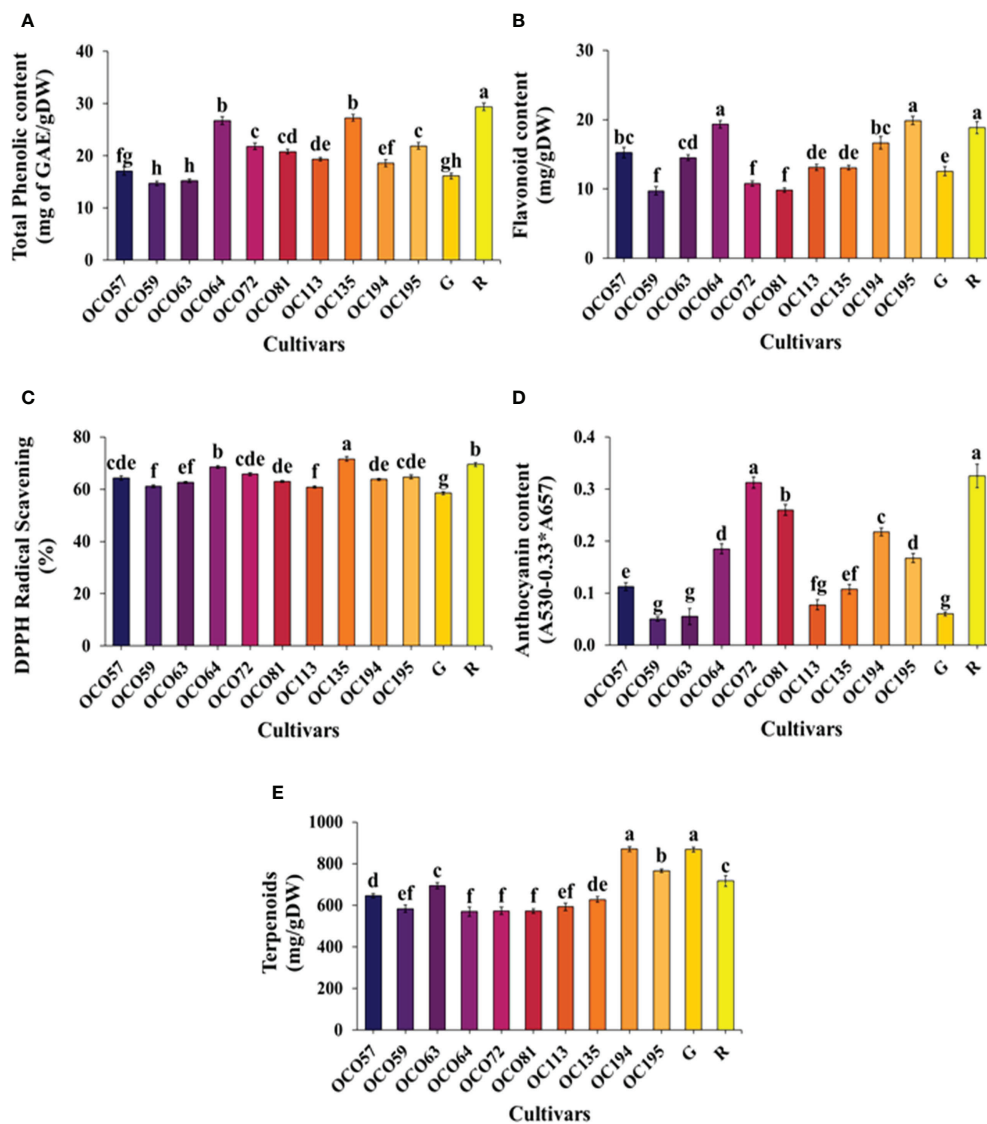 A
Total Phenolic content
(mg of GAE/gDW)
40
30
20
10
0
fg
h
h
b
c
cd
de
b
ef
c
gh
a
OCO57
OCO59
OCO63
OCO64
OCO72
OCO81
OC113
OC135
OC194
OC195
G
R
Cultivars
B
Flavonoid content
(mg/gDW)
30
20
10
0
bc
f
cd
a
f
f
de
de
bc
a
e
a
OCO57
OCO59
OCO63
OCO64
OCO72
OCO81
OC113
OC135
OC194
OC195
G
R
Cultivars
C
DPPH Radical Scavening
(%)
80
60
40
20
0
cde
f
ef
b
cde
de
f
a
de
cde
g
b
OCO57
OCO59
OCO63
OCO64
OCO72
OCO81
OC113
OC135
OC194
OC195
G
R
Cultivars
D
Anthocyanin content
(A530-0.33*A657)
0.4
0.3
0.2
0.1
0.0
e
g
g
d
a
b
fg
ef
c
d
g
a
OCO57
OCO59
OCO63
OCO64
OCO72
OCO81
OC113
OC135
OC194
OC195
G
R
Cultivars
E
Terpenoids
(mg/gDW)
1000
800
600
400
200
0
d
ef
c
f
f
f
ef
de
a
b
a
c
OCO57
OCO59
OCO63
OCO64
OCO72
OCO81
OC113
OC135
OC194
OC195
G
R
Cultivars